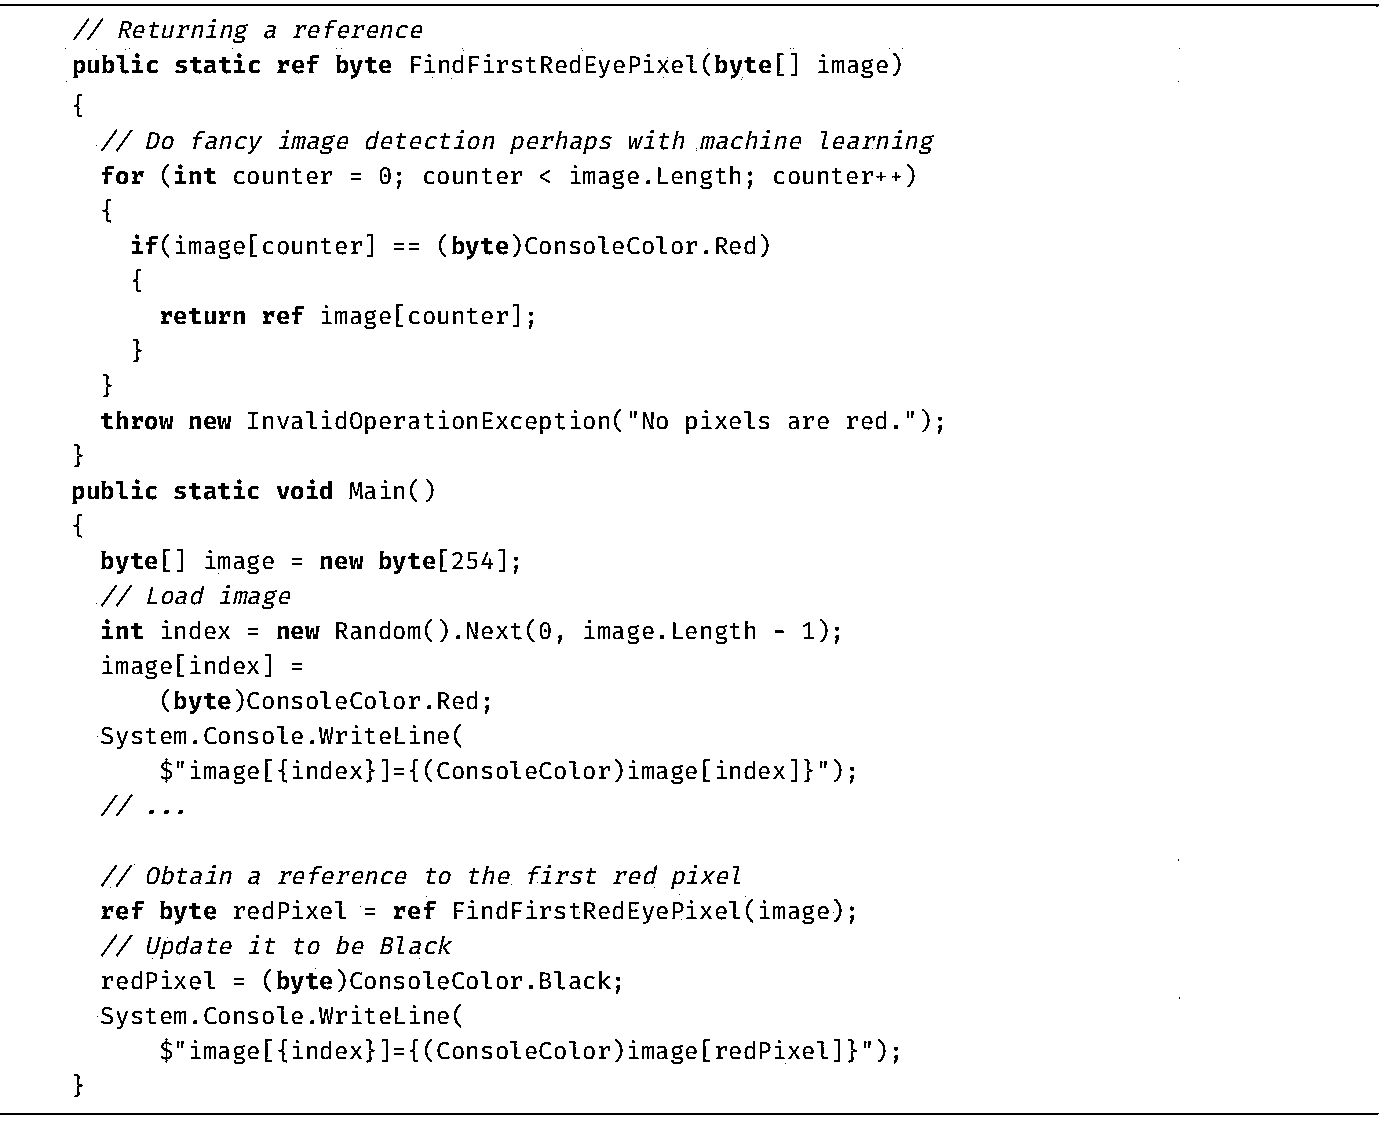 // Returning a reference
public static ref byte FindFirstRedEyePixel(byte[] image)
{
  // Do fancy image detection perhaps with machine learning
  for (int counter = 0; counter < image.Length; counter++)
  {
    if(image[counter] == (byte)ConsoleColor.Red)
    {
      return ref image[counter];
    }
  }
  throw new InvalidOperationException("No pixels are red.");
}
public static void Main()
{
  byte[] image = new byte[254];
  // Load image
  int index = new Random().Next(0, image.Length - 1);
  image[index] =
      (byte)ConsoleColor.Red;
  System.Console.WriteLine(
      $"image[{index}]={(ConsoleColor)image[index]}");
  // ...

  // Obtain a reference to the first red pixel
  ref byte redPixel = ref FindFirstRedEyePixel(image);
  // Update it to be Black
  redPixel = (byte)ConsoleColor.Black;
  System.Console.WriteLine(
      $"image[{index}]={(ConsoleColor)image[redPixel]}");
}